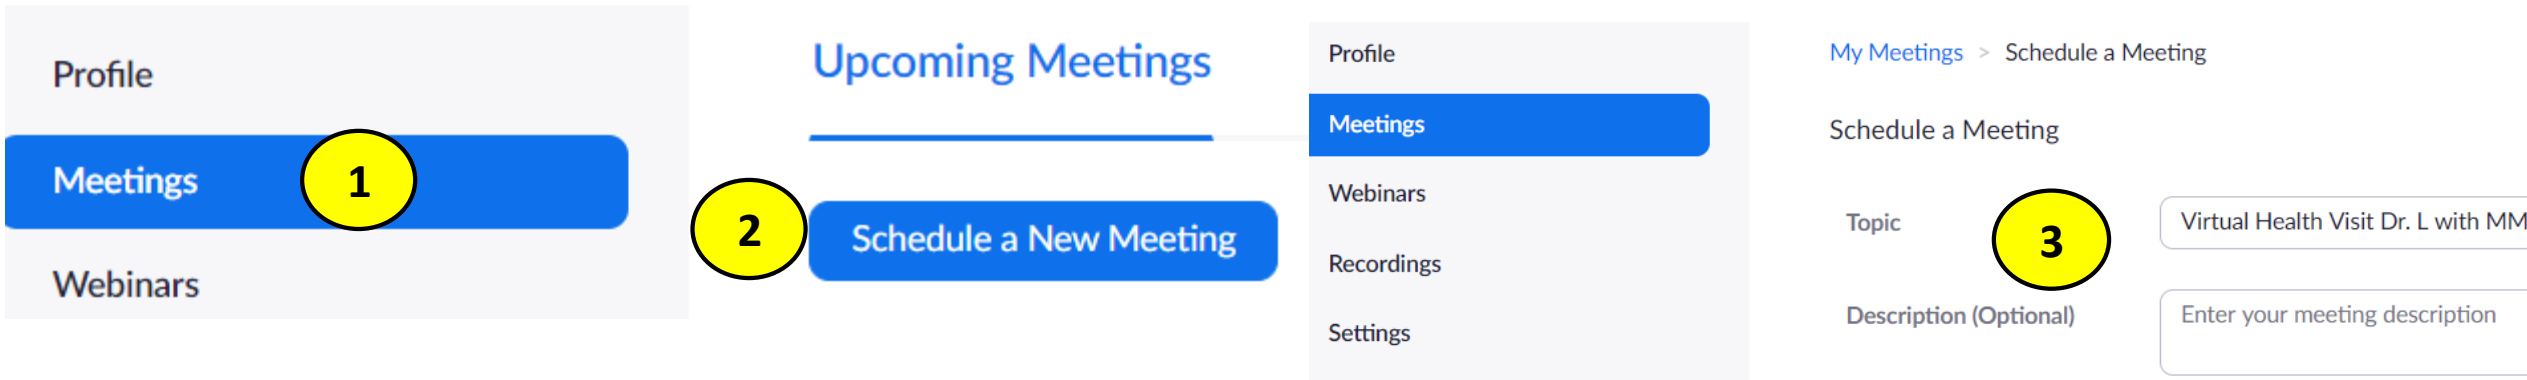 Profile
Meetings
1
Webinars
Upcoming Meetings
2
Schedule a New Meeting
Profile
Meetings
Webinars
Recordings
Settings
My Meetings > Schedule a Meeting
Schedule a Meeting
Topic
3
Virtual Health Visit Dr. L with MM
Description (Optional)
Enter your meeting description